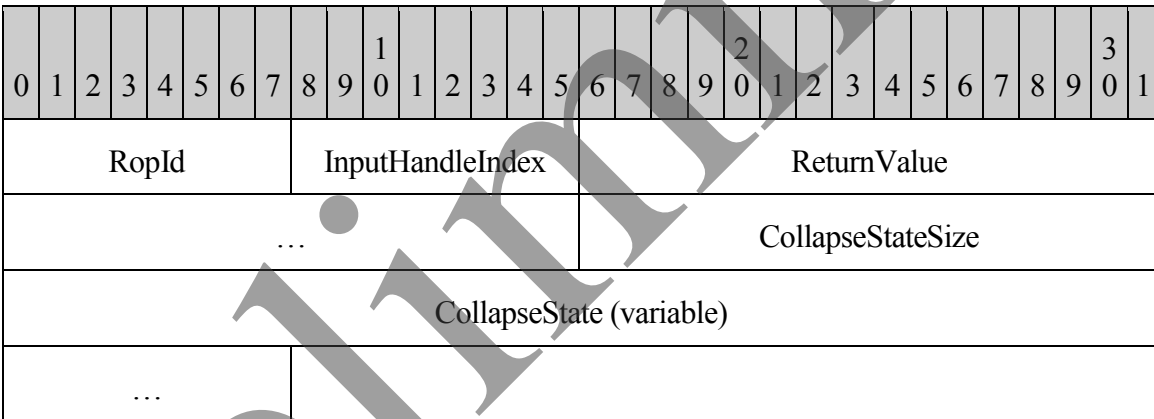 1 2 3
0 1 2 3 4 5 6 7 8 9 0 1 2 3 4 5 6 7 8 9 0 1 2 3 4 5 6 7 8 9 0 1
RopId InputHandleIndex ReturnValue
… CollapseStateSize
CollapseState (variable)
…